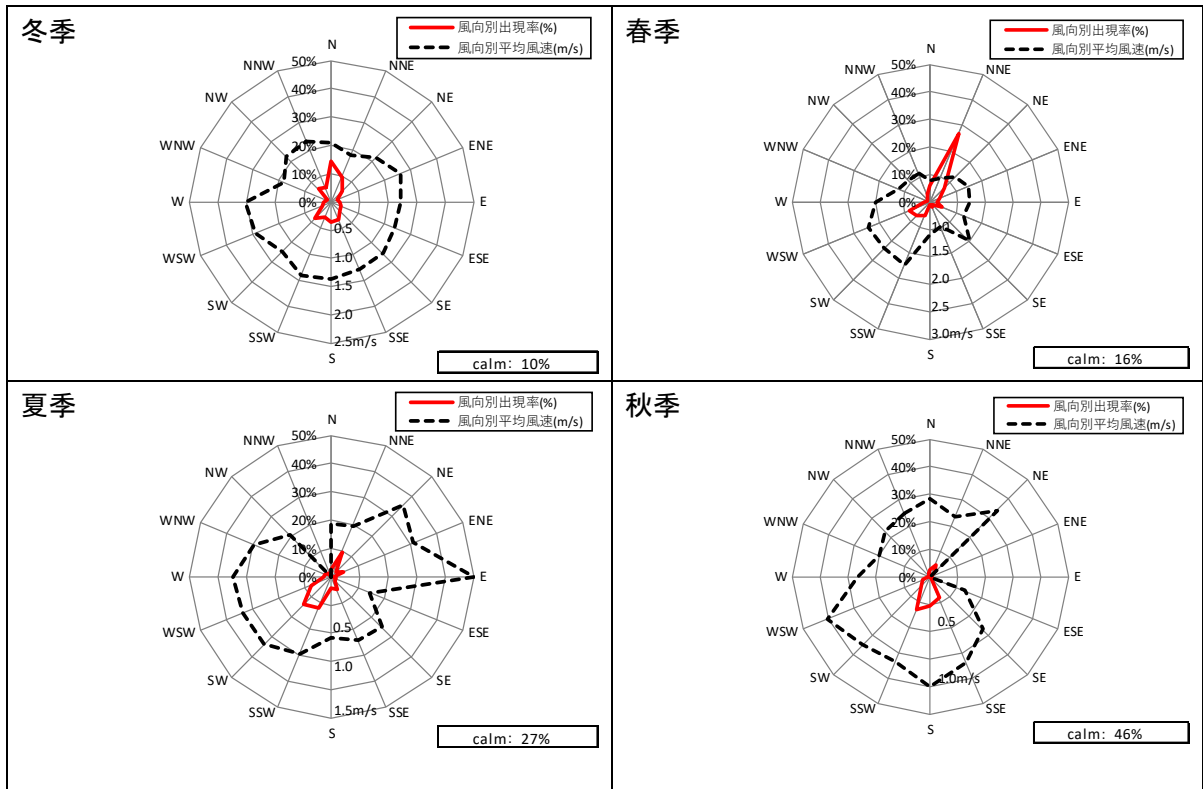 冬季
風向別出現率(%)
風向別平均風速(m/s)
N
NNE
NE
ENE
E
ESE
SE
SSE
S
SSW
SW
WSW
W
WNW
NW
NNW
50%
40%
30%
20%
10%
0%
0.5
1.0
1.5
2.0
2.5m/s
calm: 10%
春季
風向別出現率(%)
風向別平均風速(m/s)
N
NNE
NE
ENE
E
ESE
SE
SSE
S
SSW
SW
WSW
W
WNW
NW
NNW
50%
40%
30%
20%
10%
0%
1.0
1.5
2.0
2.5
3.0m/s
calm: 16%
夏季
風向別出現率(%)
風向別平均風速(m/s)
N
NNE
NE
ENE
E
ESE
SE
SSE
S
SSW
SW
WSW
W
WNW
NW
NNW
50%
40%
30%
20%
10%
0%
0.5
1.0
1.5m/s
calm: 27%
秋季
風向別出現率(%)
風向別平均風速(m/s)
N
NNE
NE
ENE
E
ESE
SE
SSE
S
SSW
SW
WSW
W
WNW
NW
NNW
50%
40%
30%
20%
10%
0%
0.5
1.0m/s
calm: 46%